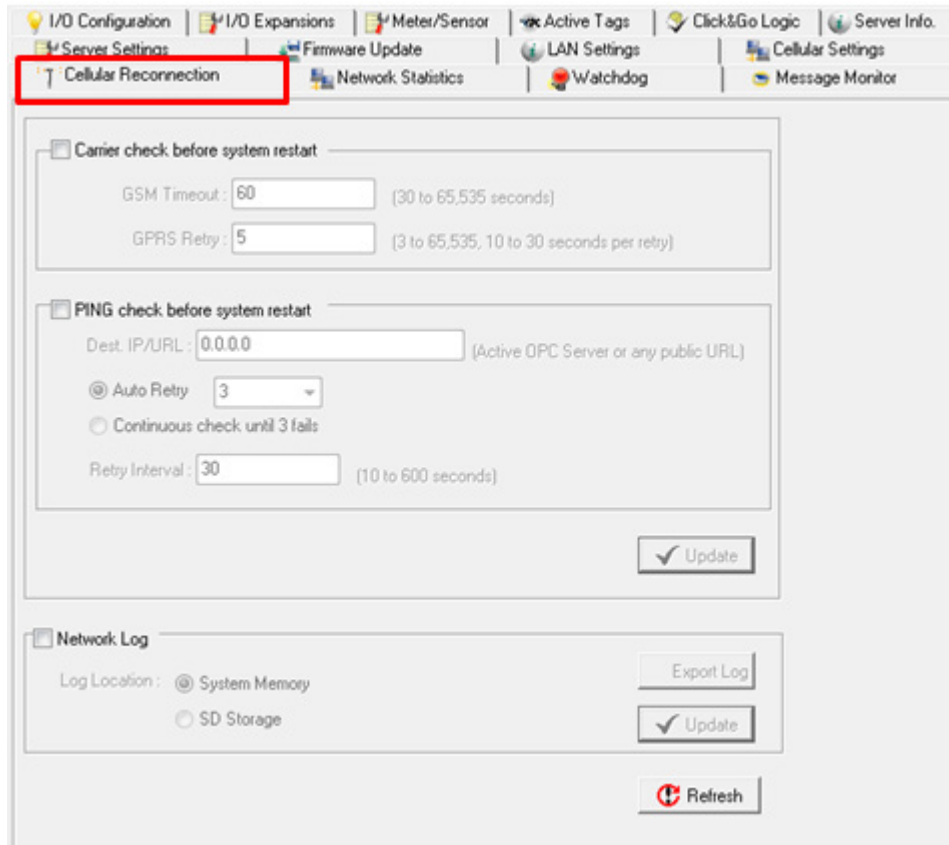 I/O Configuration I/O Expansions Meter/Sensor Active Tags Click&Go Logic Server Info.
Server Settings Firmware Update LAN Settings Cellular Settings
Cellular Reconnection Network Statistics Watchdog Message Monitor
Carrier check before system restart
GSM Timeout : 60 (30 to 65,535 seconds)
GPRS Retry : 5 (3 to 65,535, 10 to 30 seconds per retry)
PING check before system restart
Dest. IP/URL : 0.0.0.0 (Active OPC Server or any public URL)
Auto Retry 3
Continuous check until 3 fails
Retry Interval : 30 (10 to 600 seconds)
Update
Network Log
Log Location : System Memory Export Log
SD Storage Update
Refresh